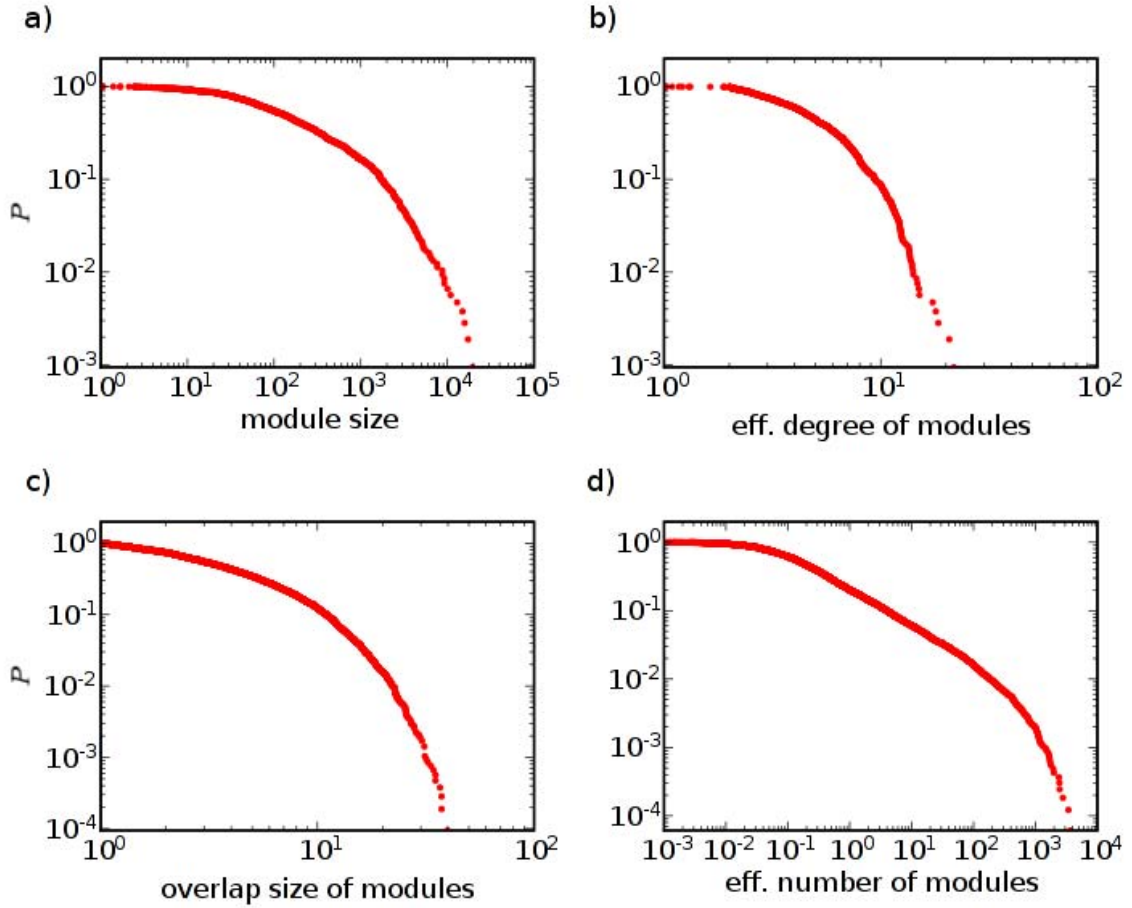 a)
b)
10^0
10^-1
10^-2
10^-3
P
10^0 10^1 10^2 10^3 10^4 10^5
module size
10^0
10^-1
10^-2
10^-3
10^0 10^1 10^2
eff. degree of modules
c)
d)
10^0
10^-1
10^-2
10^-3
10^-4
P
10^0 10^1 10^2
overlap size of modules
10^0
10^-1
10^-2
10^-3
10^-4
10^-3 10^-2 10^-1 10^0 10^1 10^2 10^3 10^4
eff. number of modules